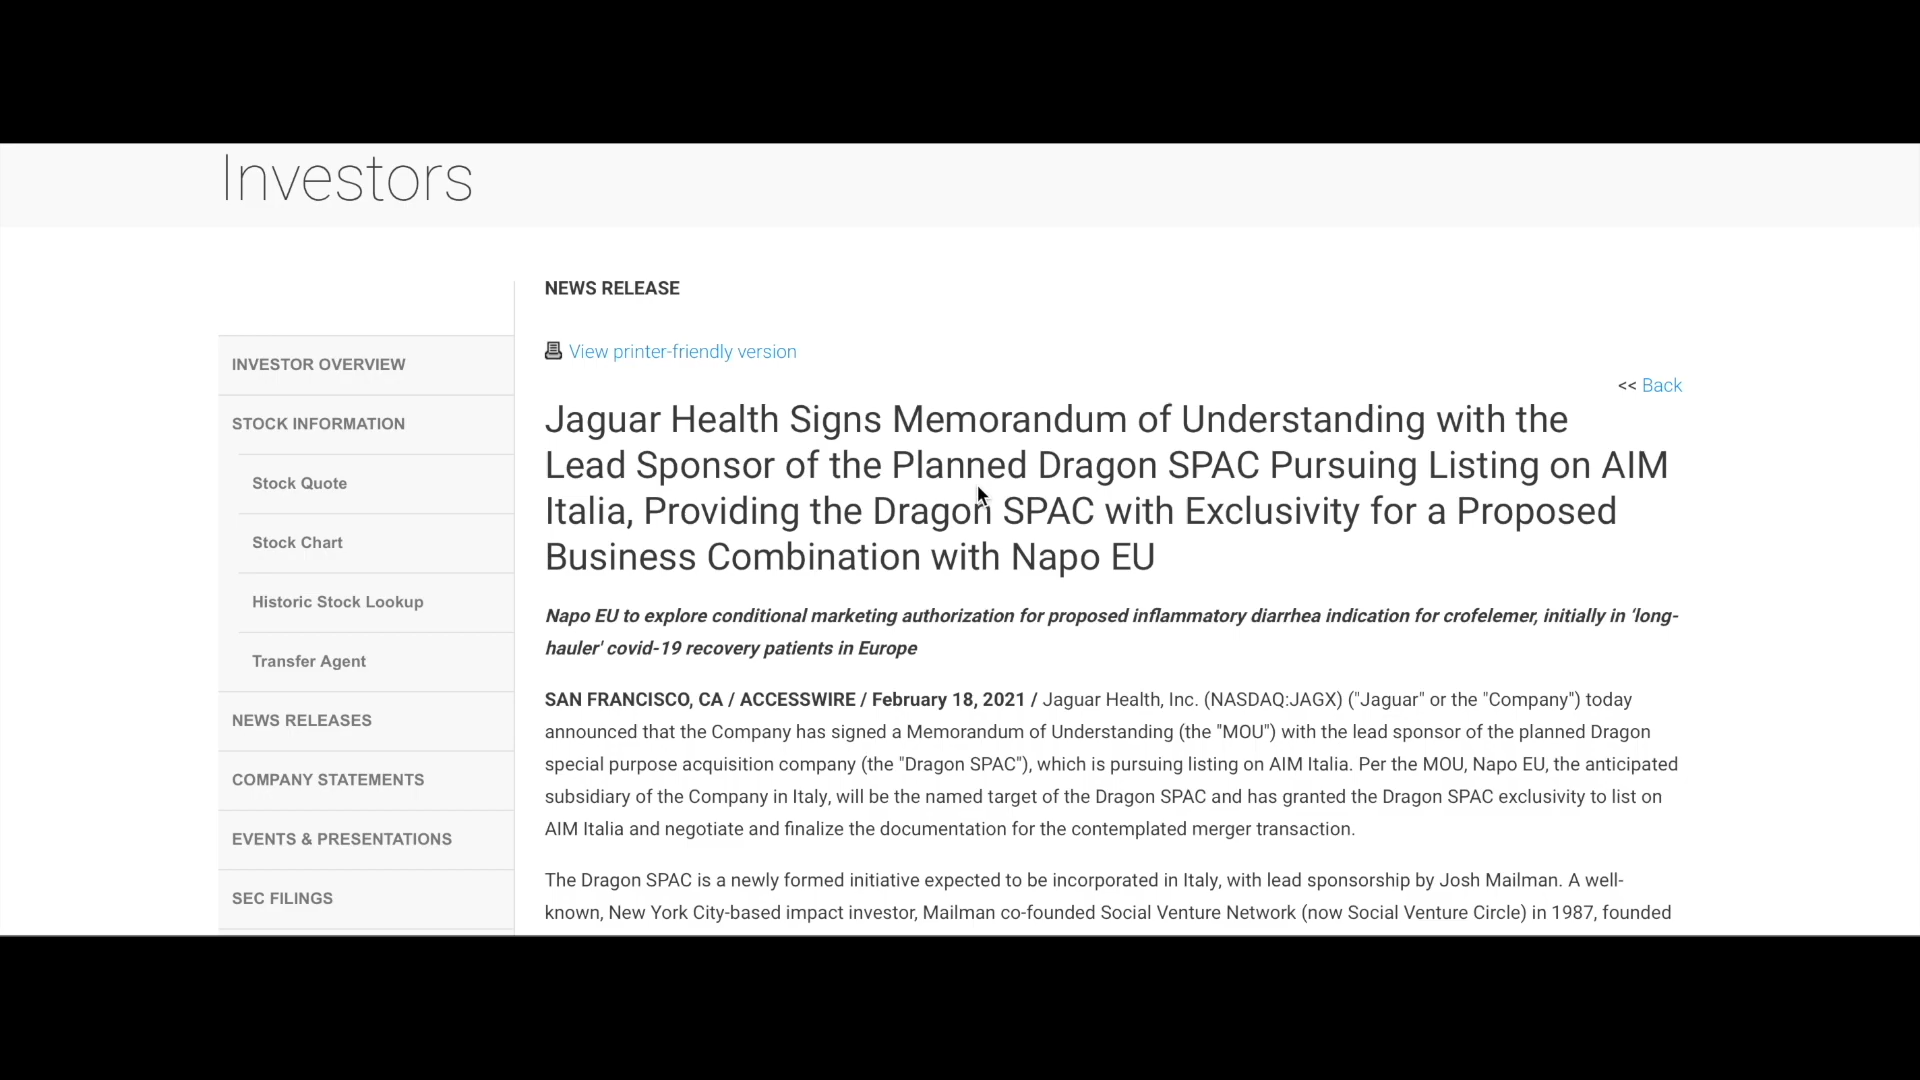 Investors
NEWS RELEASE
View printer-friendly version
<< Back
Jaguar Health Signs Memorandum of Understanding with the
Lead Sponsor of the Planned Dragon SPAC Pursuing Listing on AIM
Italia, Providing the Dragon SPAC with Exclusivity for a Proposed
Business Combination with Napo EU
Napo EU to explore conditional marketing authorization for proposed inflammatory diarrhea indication for crofelemer, initially in 'long-
hauler' covid-19 recovery patients in Europe
SAN FRANCISCO, CA / ACCESSWIRE / February 18, 2021 / Jaguar Health, Inc. (NASDAQ:JAGX) ("Jaguar" or the "Company") today
announced that the Company has signed a Memorandum of Understanding (the "MOU") with the lead sponsor of the planned Dragon
special purpose acquisition company (the "Dragon SPAC"), which is pursuing listing on AIM Italia. Per the MOU, Napo EU, the anticipated
subsidiary of the Company in Italy, will be the named target of the Dragon SPAC and has granted the Dragon SPAC exclusivity to list on
AIM Italia and negotiate and finalize the documentation for the contemplated merger transaction.
The Dragon SPAC is a newly formed initiative expected to be incorporated in Italy, with lead sponsorship by Josh Mailman. A well-
known, New York City-based impact investor, Mailman co-founded Social Venture Network (now Social Venture Circle) in 1987, founded
INVESTOR OVERVIEW
STOCK INFORMATION
Stock Quote
Stock Chart
Historic Stock Lookup
Transfer Agent
NEWS RELEASES
COMPANY STATEMENTS
EVENTS & PRESENTATIONS
SEC FILINGS